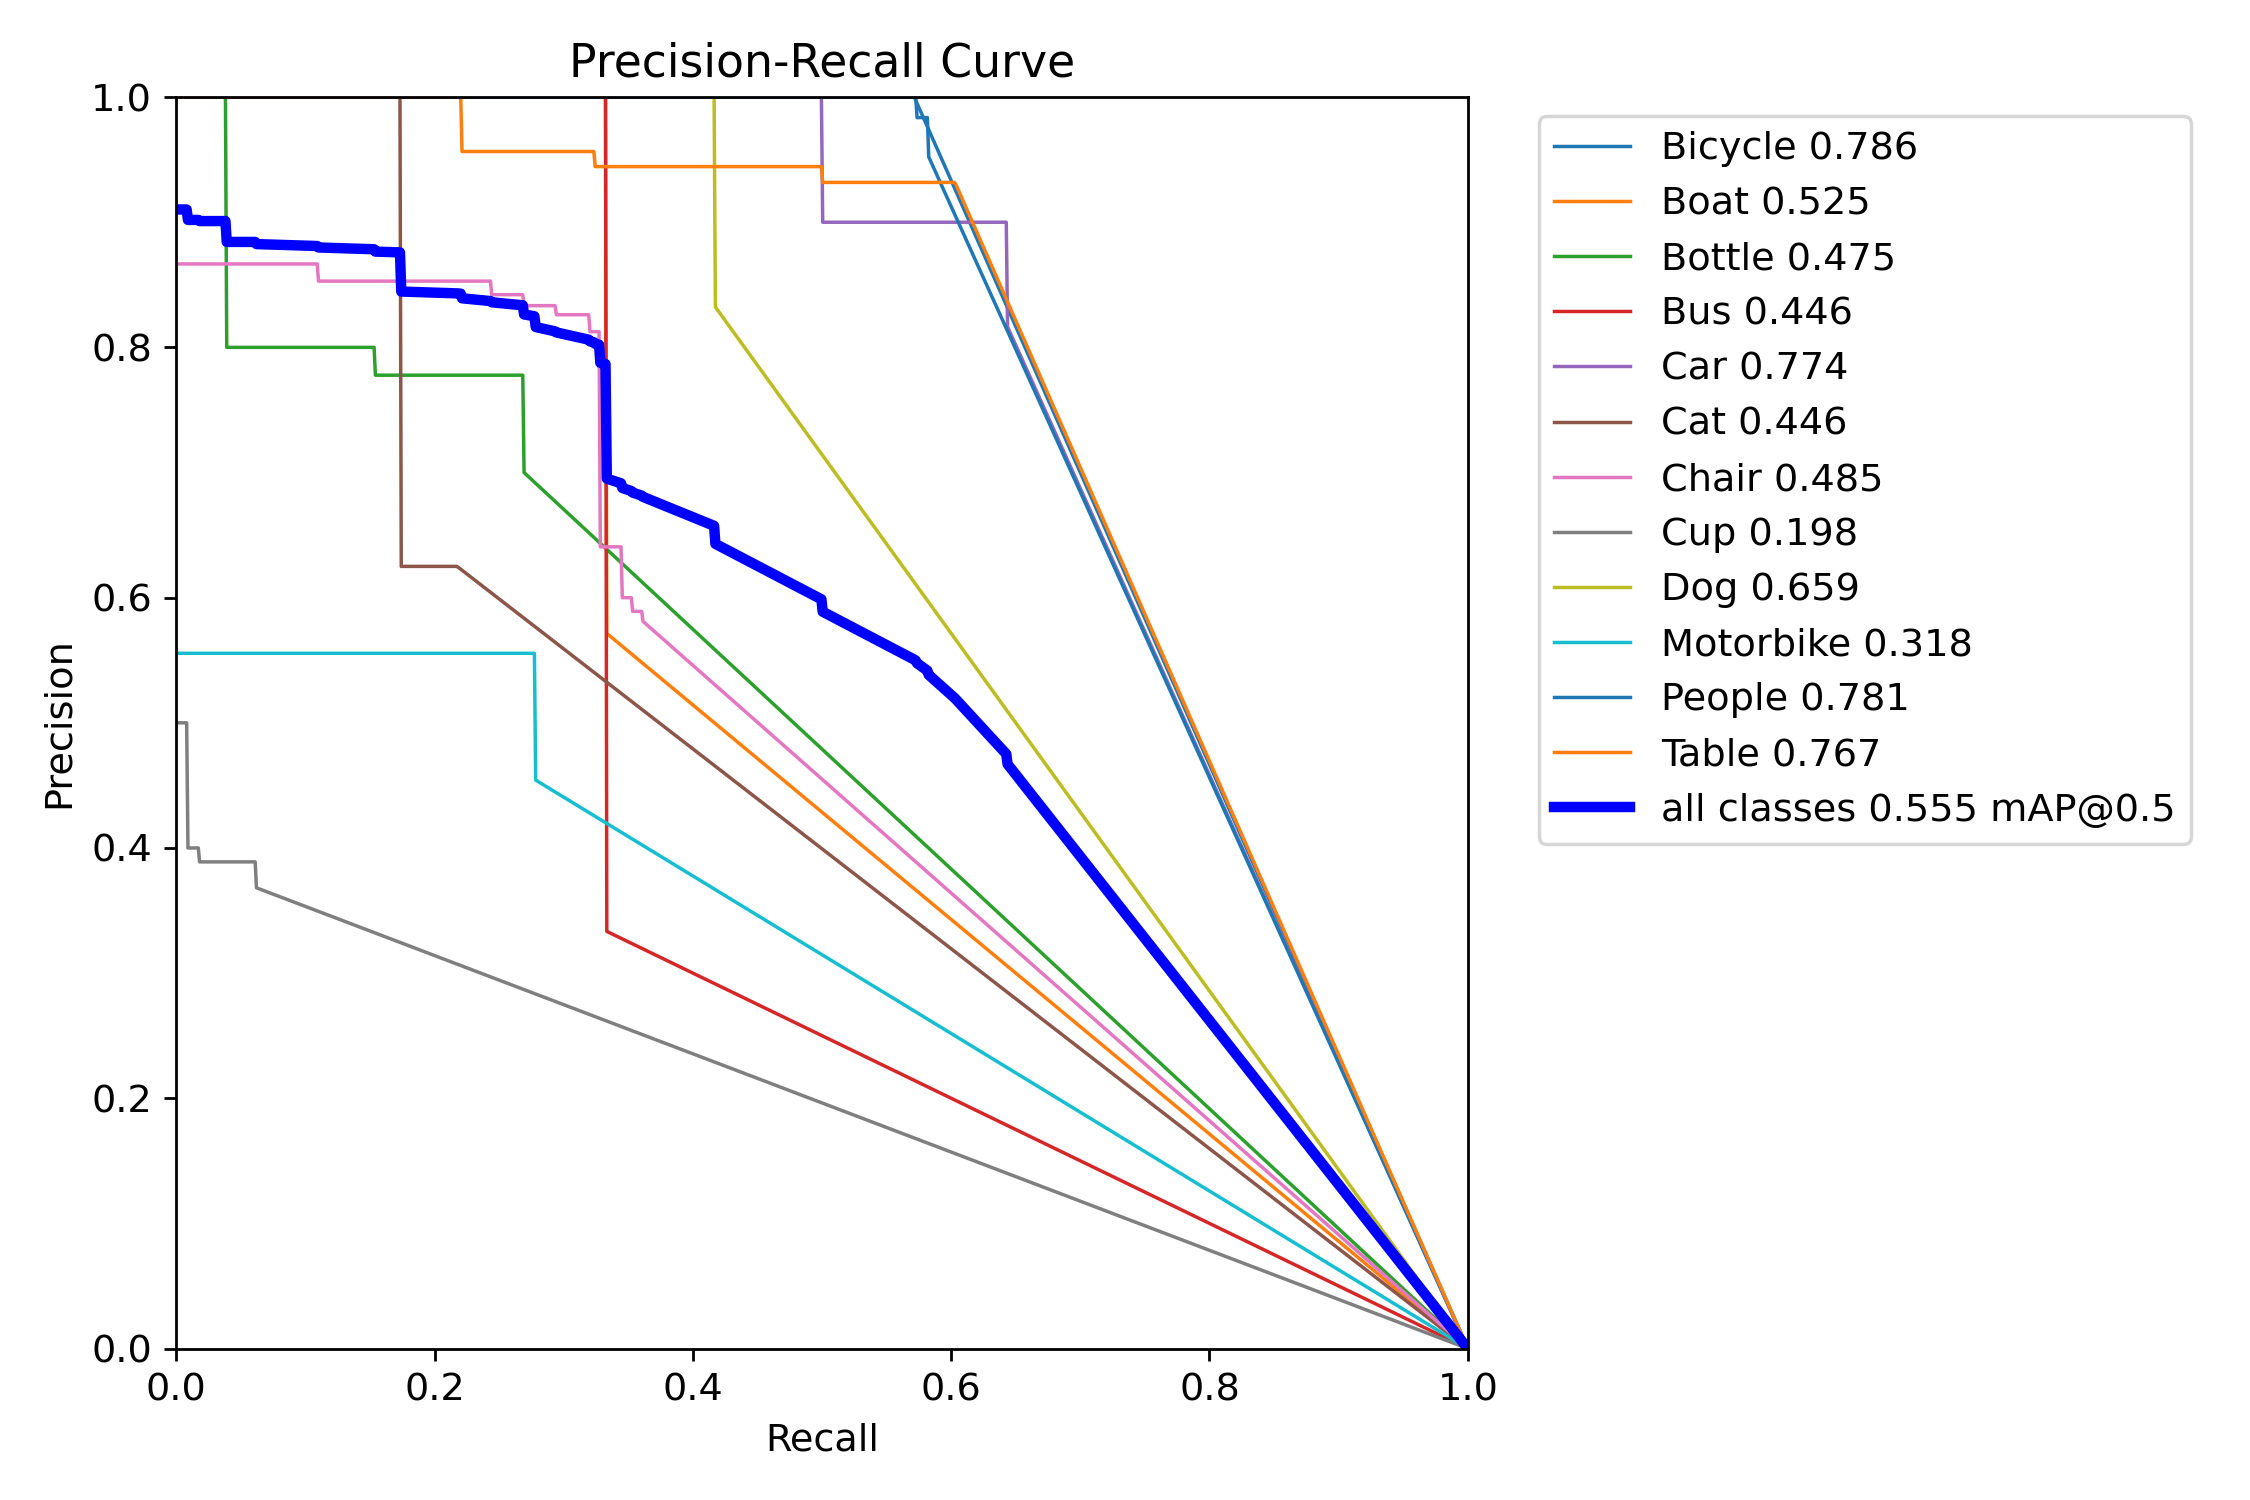 Precision-Recall Curve
1.0
0.8
0.6
0.4
0.2
0.0
Precision
0.0 0.2 0.4 0.6 0.8 1.0
Recall
Bicycle 0.786
Boat 0.525
Bottle 0.475
Bus 0.446
Car 0.774
Cat 0.446
Chair 0.485
Cup 0.198
Dog 0.659
Motorbike 0.318
People 0.781
Table 0.767
all classes 0.555 mAP@0.5